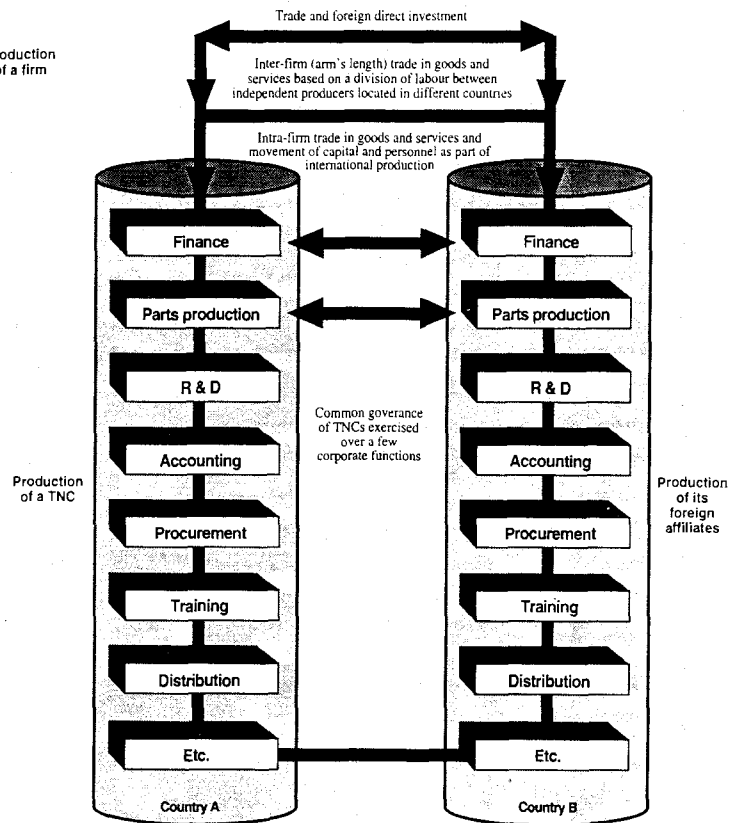 Trade and foreign direct investment
oduction
f a firm
Inter-firm (arm's length) trade in goods and
services based on a division of labour between
independent producers located in different countries
Intra-firm trade in goods and services and
movement of capital and personnel as part of
international production
Finance
Finance
Parts production
Parts production
R & D
R & D
Common goverance
of TNCs exercised
over a few
corporate functions
Accounting
Accounting
Production
of a TNC
Production
of its
foreign
affiliates
Procurement
Procurement
Training
Training
Distribution
Distribution
Etc.
Etc.
Country A
Country B